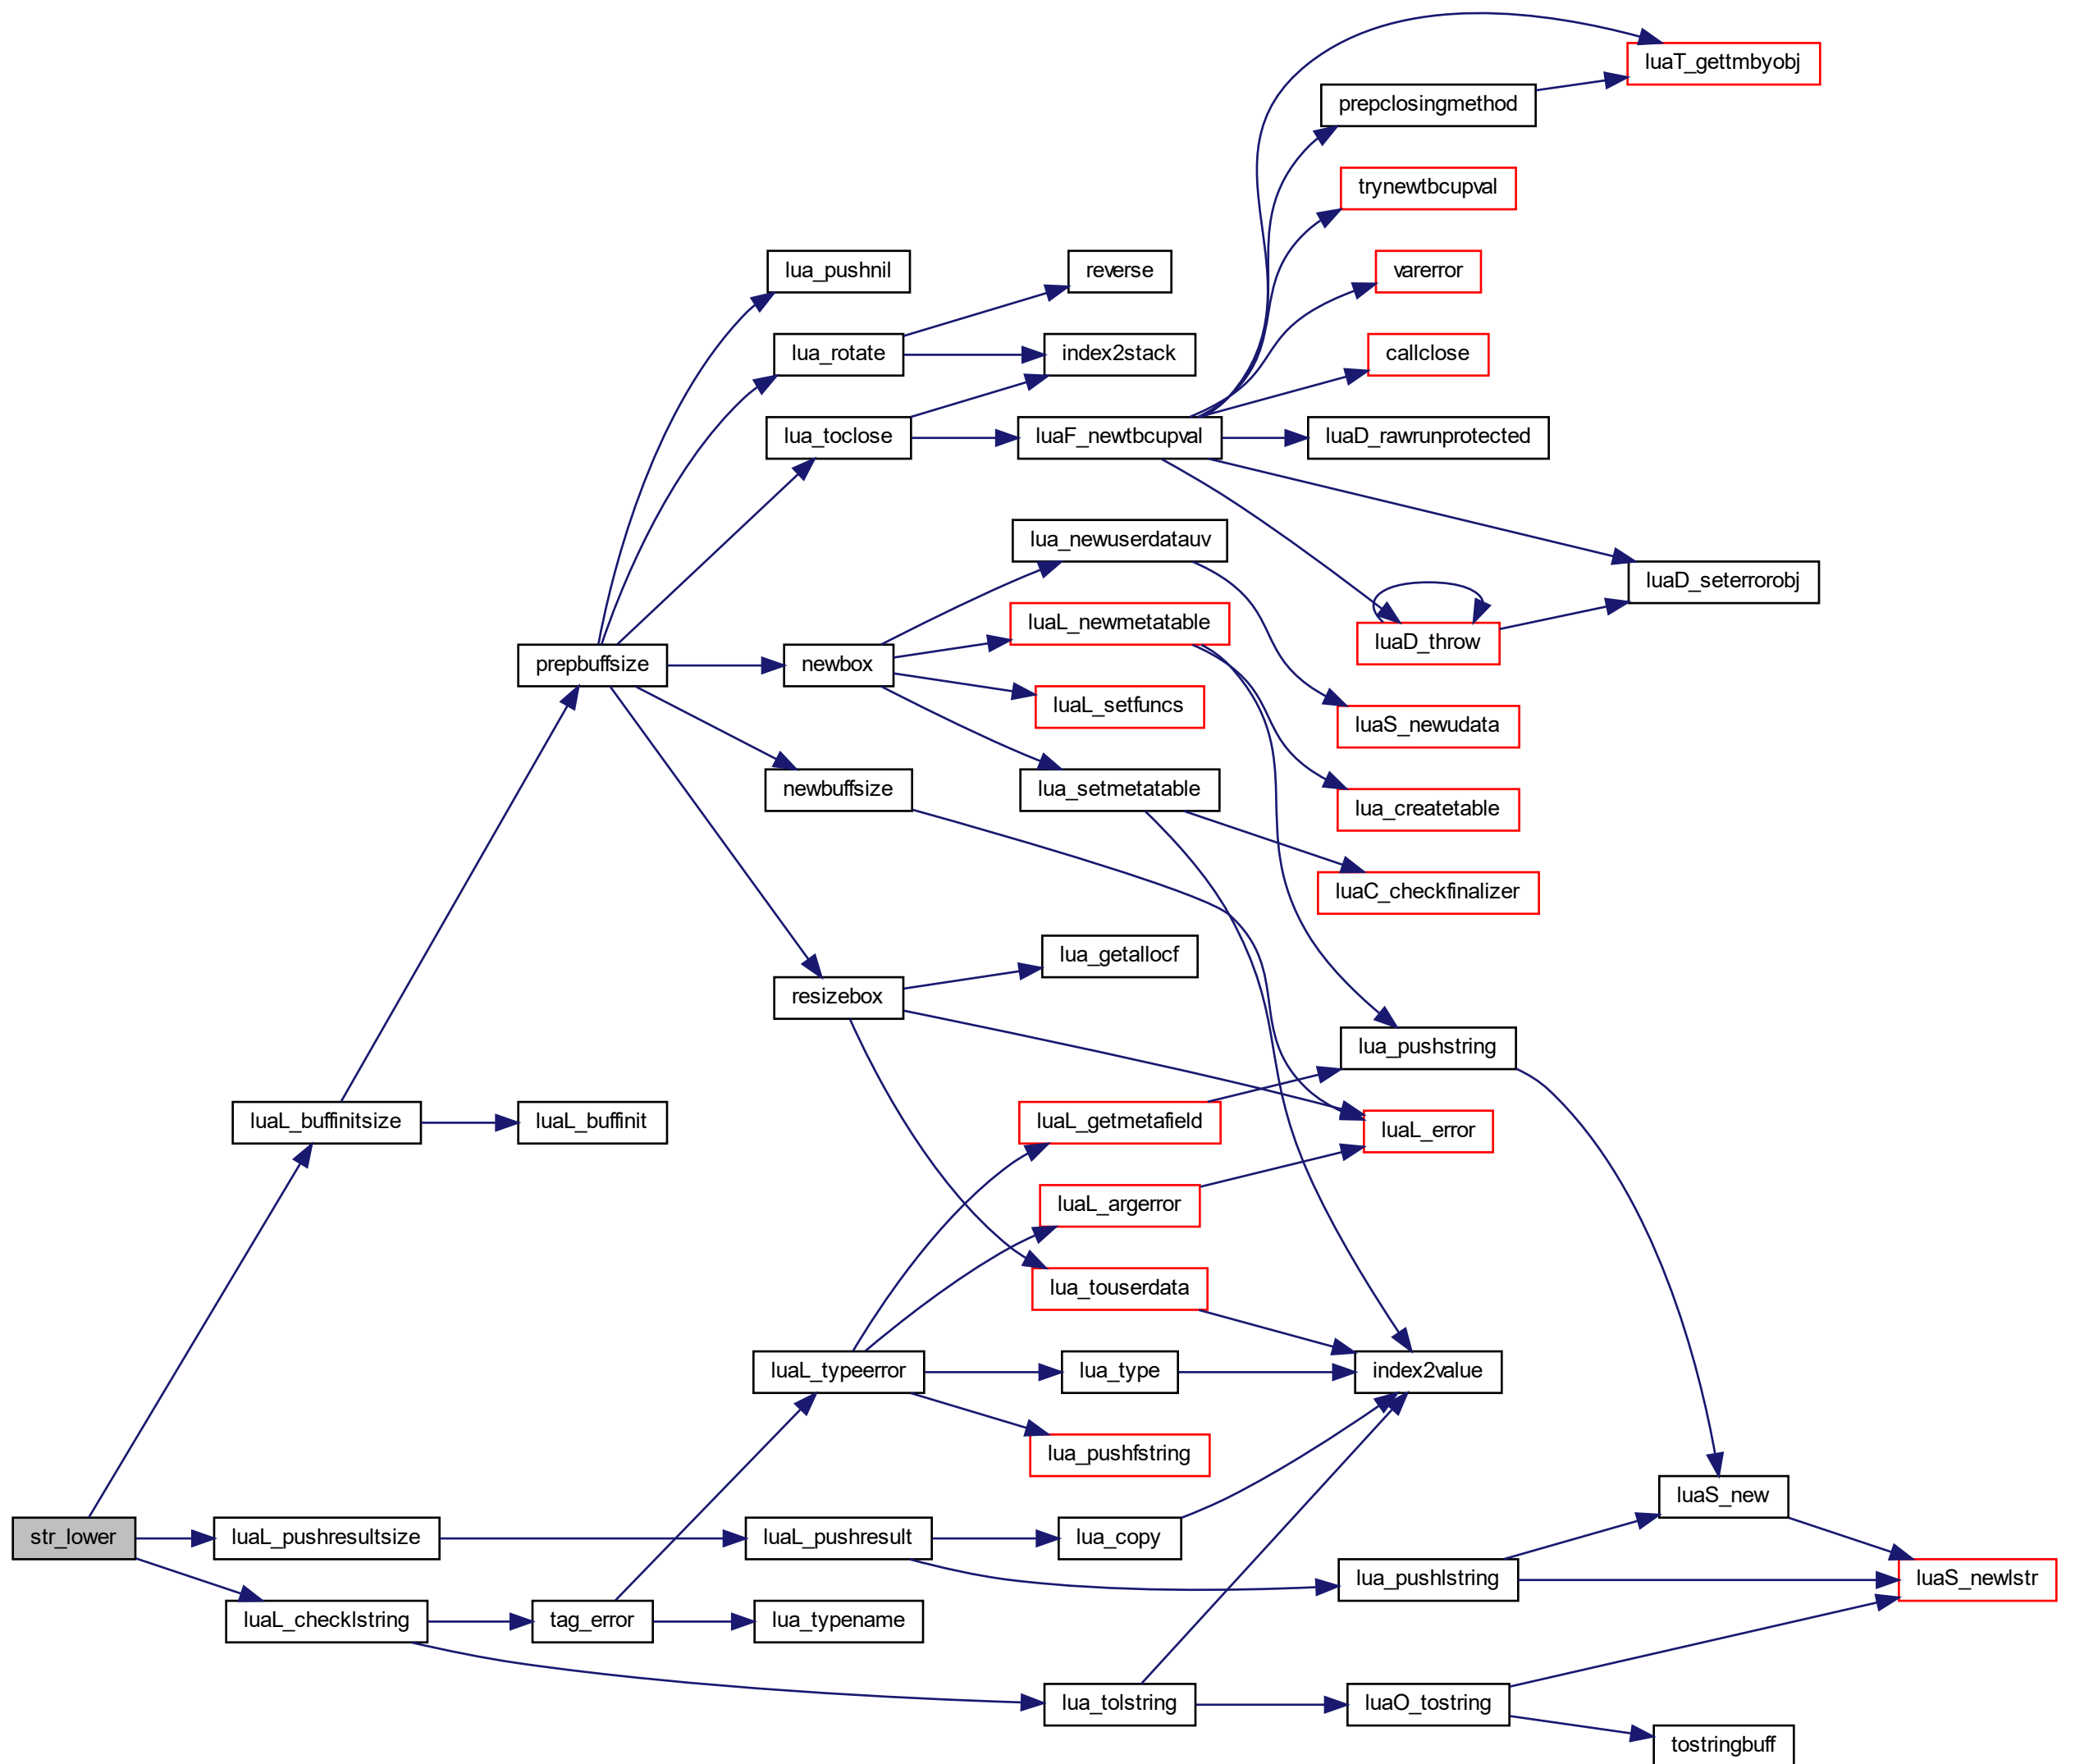 luaT_gettmbyobj
prepclosingmethod
trynewtbcupval
lua_pushnil
reverse
varerror
lua_rotate
index2stack
callclose
lua_toclose
luaF_newtbcupval
luaD_rawrunprotected
lua_newuserdatauv
luaD_seterrorobj
luaL_newmetatable
luaD_throw
prepbuffsize
newbox
luaL_setfuncs
luaS_newudata
newbuffsize
lua_setmetatable
lua_createtable
luaC_checkfinalizer
lua_getallocf
resizebox
lua_pushstring
luaL_buffinitsize
luaL_buffinit
luaL_getmetafield
luaL_error
luaL_argerror
lua_touserdata
luaL_typeerror
lua_type
index2value
lua_pushfstring
luaS_new
str_lower
luaL_pushresultsize
luaL_pushresult
lua_copy
lua_pushlstring
luaS_newlstr
luaL_checklstring
tag_error
lua_typename
lua_tolstring
luaO_tostring
tostringbuff